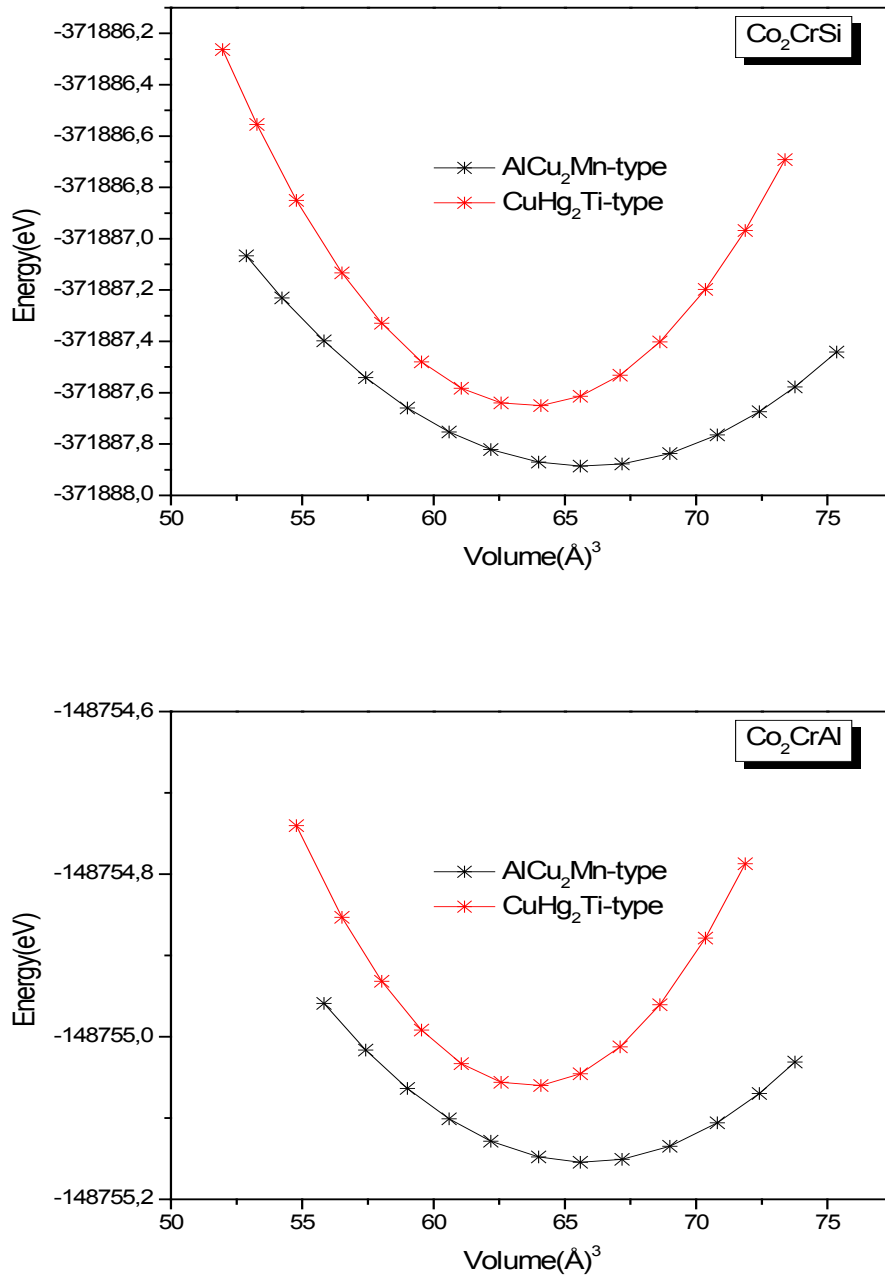 Co₂CrSi
-371886,2
-371886,4
-371886,6
-371886,8
-371887,0
-371887,2
-371887,4
-371887,6
-371887,8
-371888,0
Energy(eV)
AlCu₂Mn-type
CuHg₂Ti-type
50 55 60 65 70 75
Volume(Å)³
Co₂CrAl
-148754,6
-148754,8
-148755,0
-148755,2
Energy(eV)
AlCu₂Mn-type
CuHg₂Ti-type
50 55 60 65 70 75
Volume(Å)³